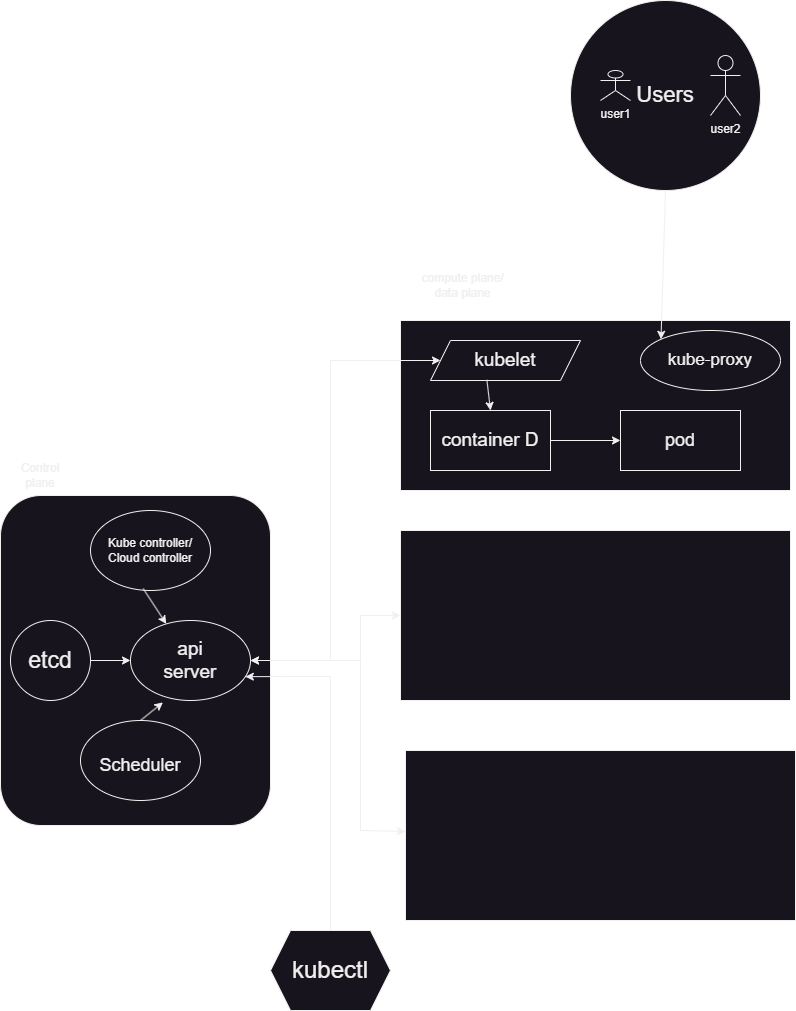 Users
user1
user2
compute plane/
data plane
kubelet
kube-proxy
container D
pod
Control
plane
Kube controller/
Cloud controller
etcd
api
server
Scheduler
kubectl